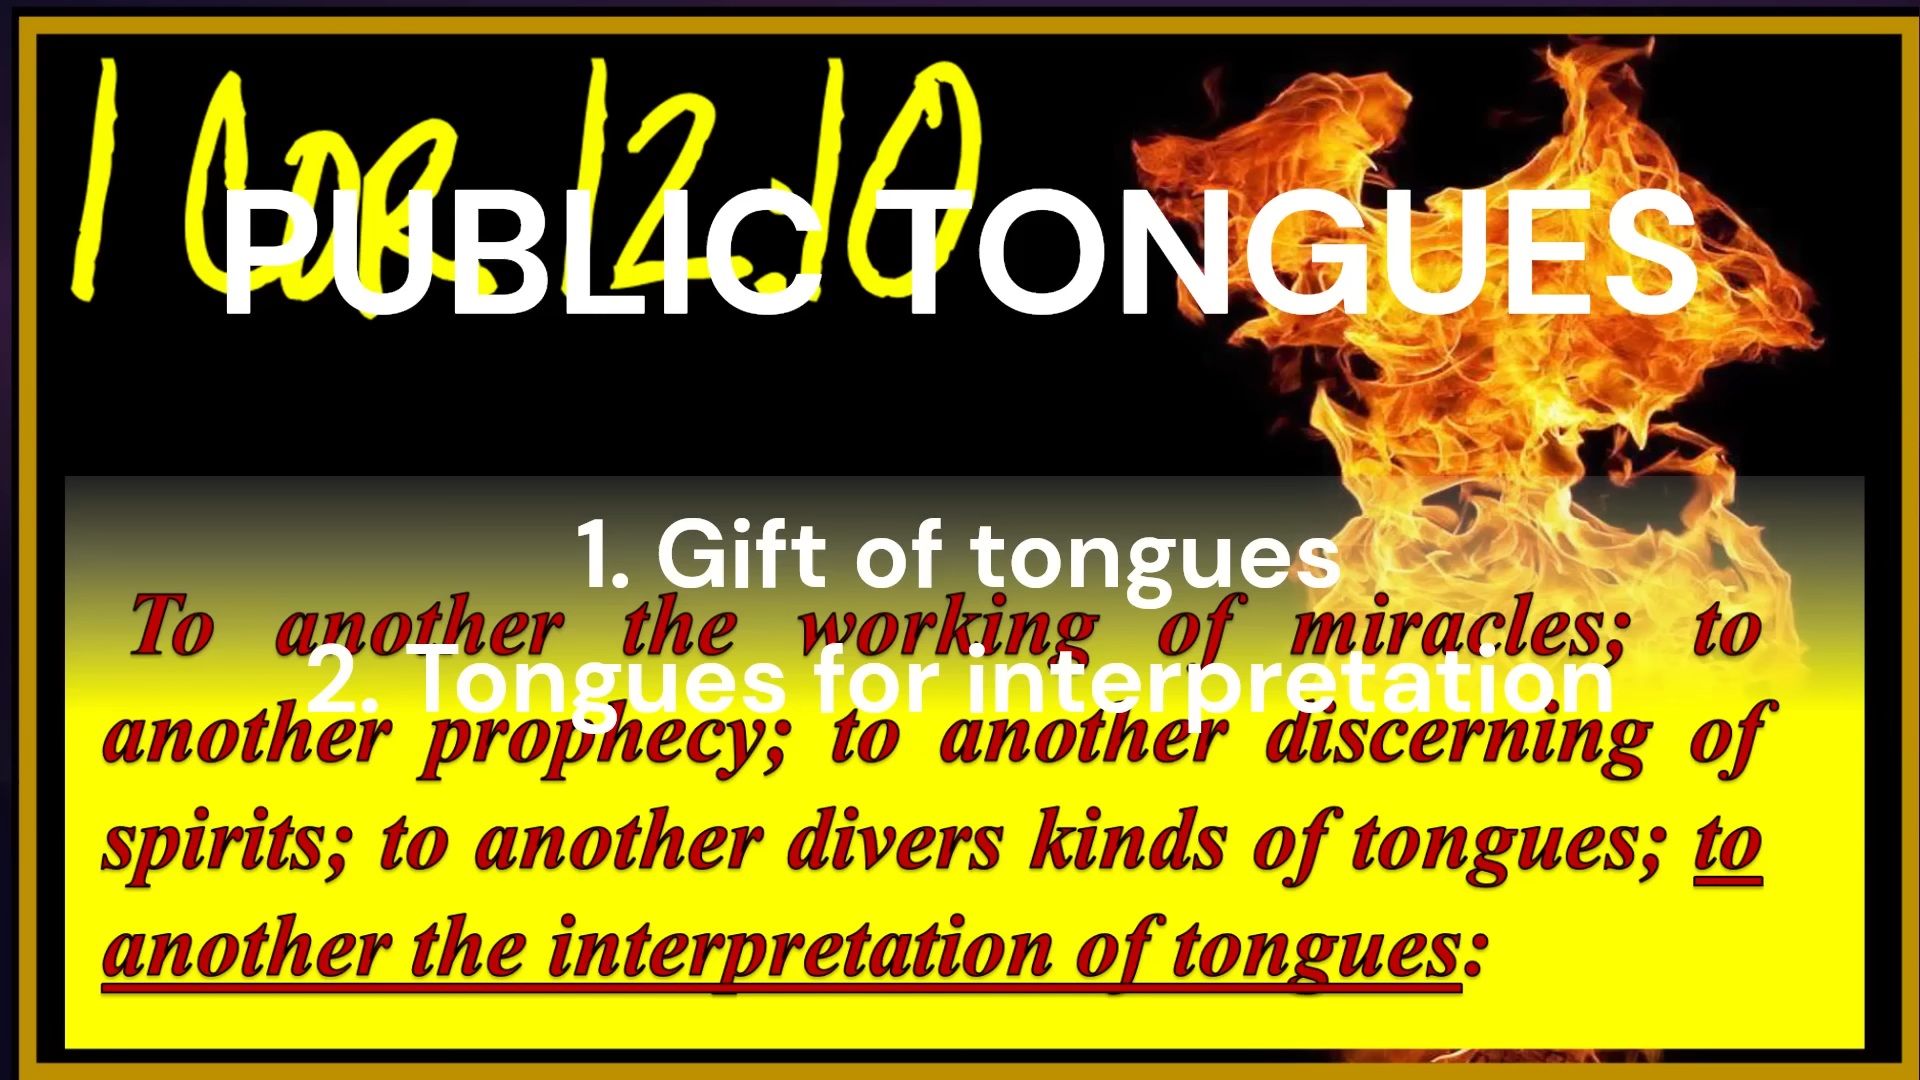 1 Cor 12.10
PUBLIC TONGUES
1. Gift of tongues
2. Tongues for interpretation
To another the working of miracles; to
another prophecy; to another discerning of
spirits; to another divers kinds of tongues; to
another the interpretation of tongues: